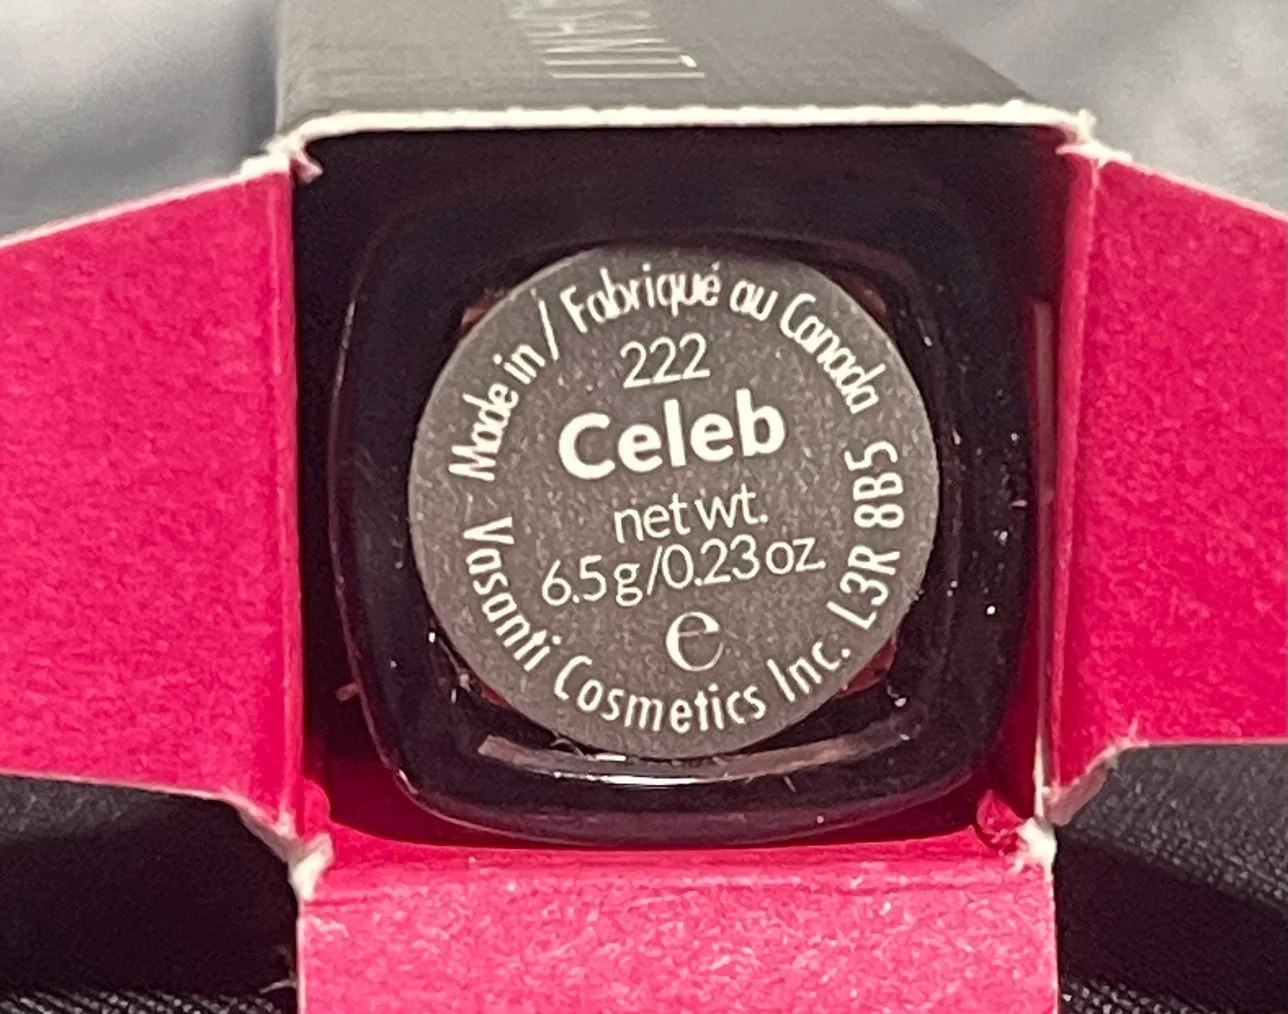 Made in / Fabriqué au Canada
222
Celeb
net wt.
6.5g/0.23oz.
e
Vasanti Cosmetics Inc. L3R 8B5